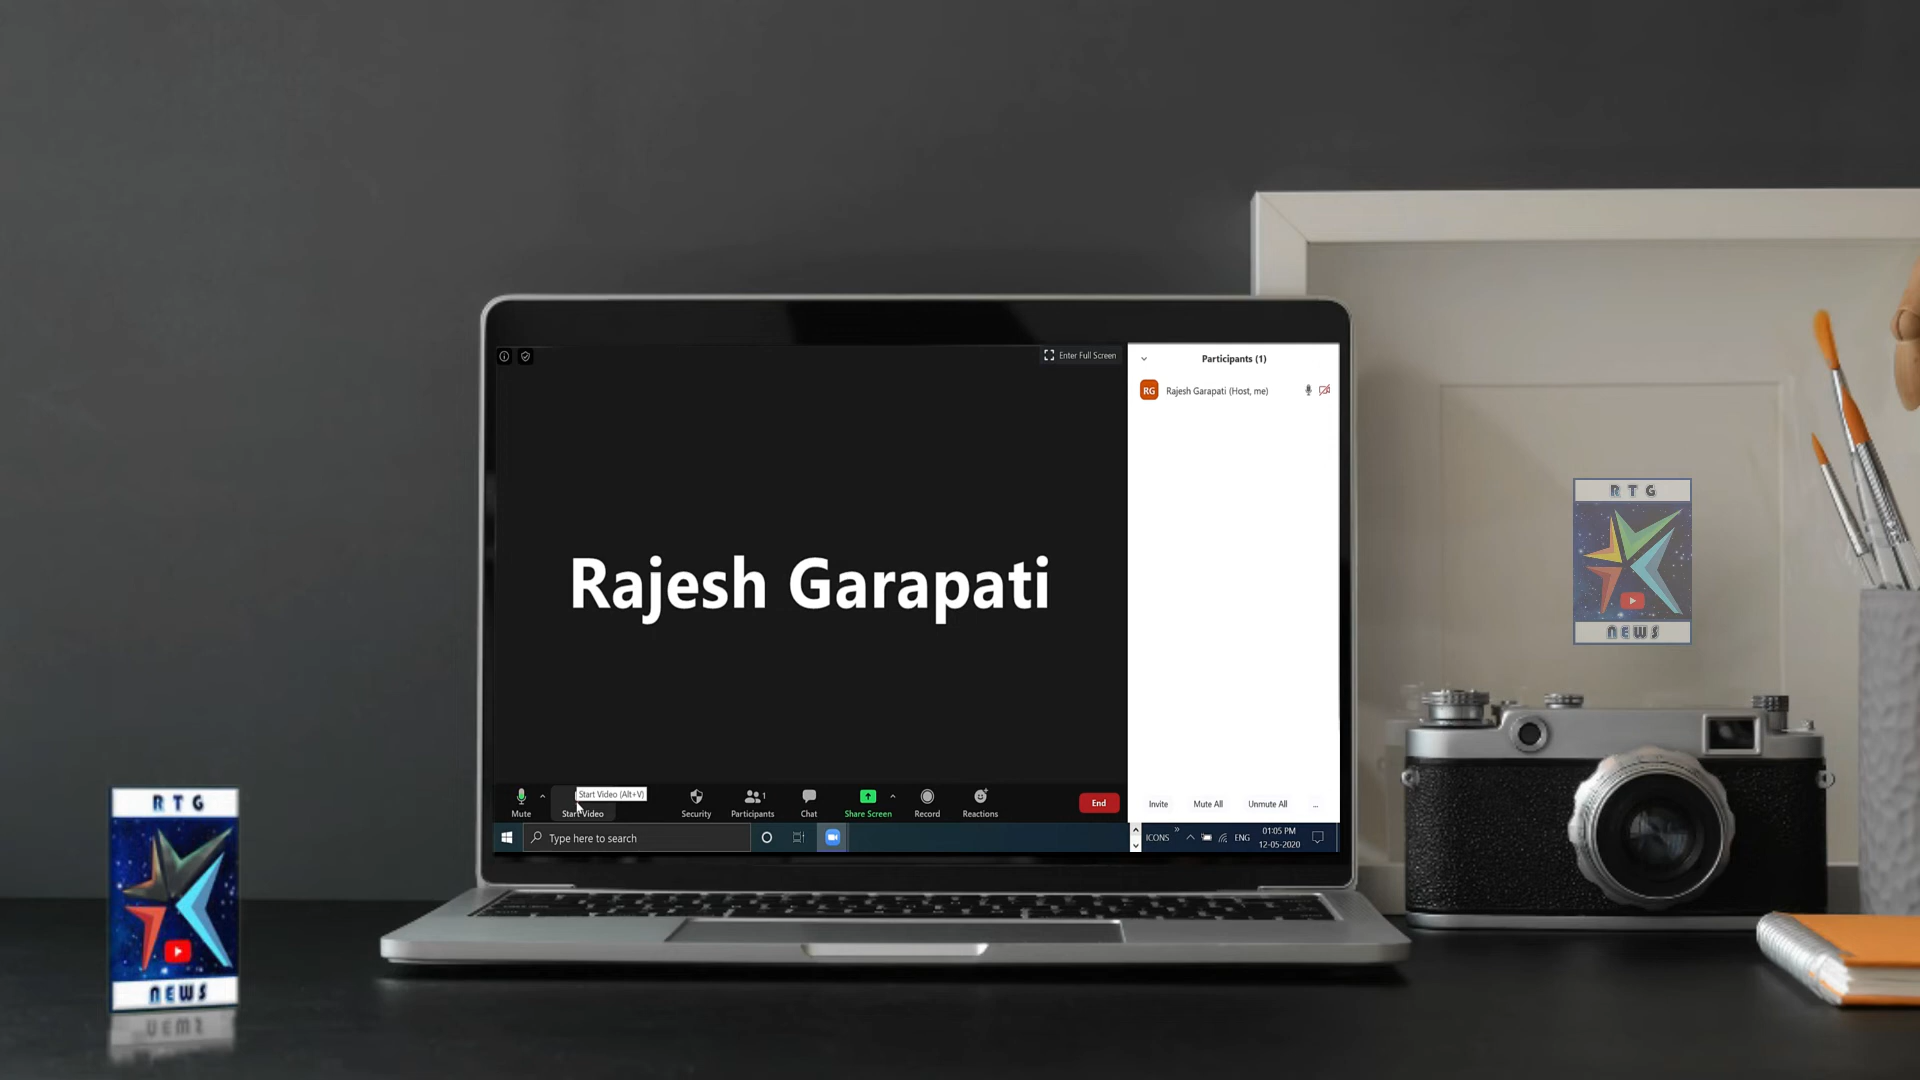 Enter Full Screen
Participants (1)
RG Rajesh Garapati (Host, me)
Rajesh Garapati
R T G
NEWS
Start Video (Alt+V)
1
Mute
Start Video
Security
Participants
Chat
Share Screen
Record
Reactions
End
Invite
Mute All
Unmute All
...
Type here to search
ICONS
ENG
01:05 PM
12-05-2020
R T G
NEWS